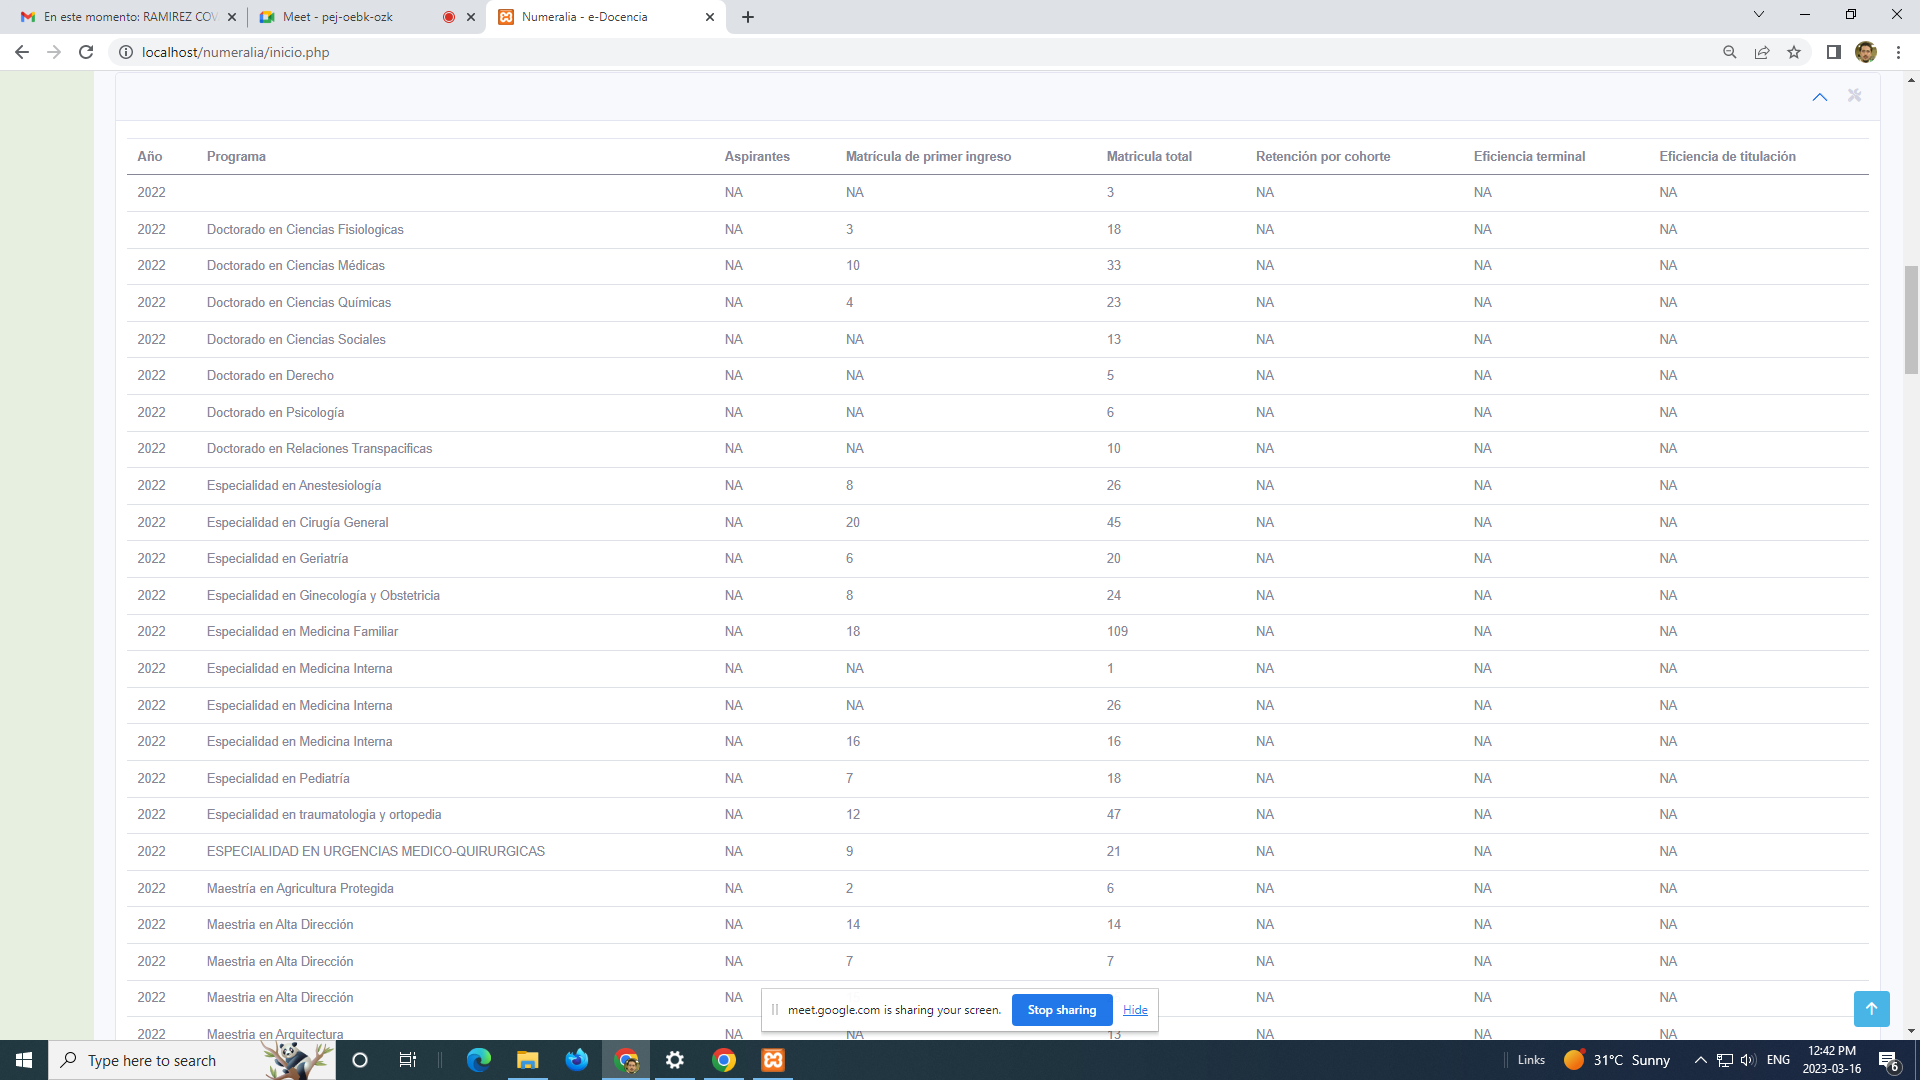 En este momento: RAMIREZ COV
Meet - pej-oebk-ozk
Numeralia - e-Docencia
localhost/numeralia/inicio.php
Año Programa Aspirantes Matrícula de primer ingreso Matricula total Retención por cohorte Eficiencia terminal Eficiencia de titulación
2022 NA NA 3 NA NA NA
2022 Doctorado en Ciencias Fisiologicas NA 3 18 NA NA NA
2022 Doctorado en Ciencias Médicas NA 10 33 NA NA NA
2022 Doctorado en Ciencias Químicas NA 4 23 NA NA NA
2022 Doctorado en Ciencias Sociales NA NA 13 NA NA NA
2022 Doctorado en Derecho NA NA 5 NA NA NA
2022 Doctorado en Psicología NA NA 6 NA NA NA
2022 Doctorado en Relaciones Transpacificas NA NA 10 NA NA NA
2022 Especialidad en Anestesiología NA 8 26 NA NA NA
2022 Especialidad en Cirugía General NA 20 45 NA NA NA
2022 Especialidad en Geriatría NA 6 20 NA NA NA
2022 Especialidad en Ginecología y Obstetricia NA 8 24 NA NA NA
2022 Especialidad en Medicina Familiar NA 18 109 NA NA NA
2022 Especialidad en Medicina Interna NA NA 1 NA NA NA
2022 Especialidad en Medicina Interna NA NA 26 NA NA NA
2022 Especialidad en Medicina Interna NA 16 16 NA NA NA
2022 Especialidad en Pediatría NA 7 18 NA NA NA
2022 Especialidad en traumatologia y ortopedia NA 12 47 NA NA NA
2022 ESPECIALIDAD EN URGENCIAS MEDICO-QUIRURGICAS NA 9 21 NA NA NA
2022 Maestría en Agricultura Protegida NA 2 6 NA NA NA
2022 Maestria en Alta Dirección NA 14 14 NA NA NA
2022 Maestria en Alta Dirección NA 7 7 NA NA NA
2022 Maestria en Alta Dirección NA NA NA NA
meet.google.com is sharing your screen. Stop sharing Hide
2022 Maestria en Arquitectura NA NA 13 NA NA NA
Type here to search
Links
31°C Sunny
ENG
12:42 PM
2023-03-16
6